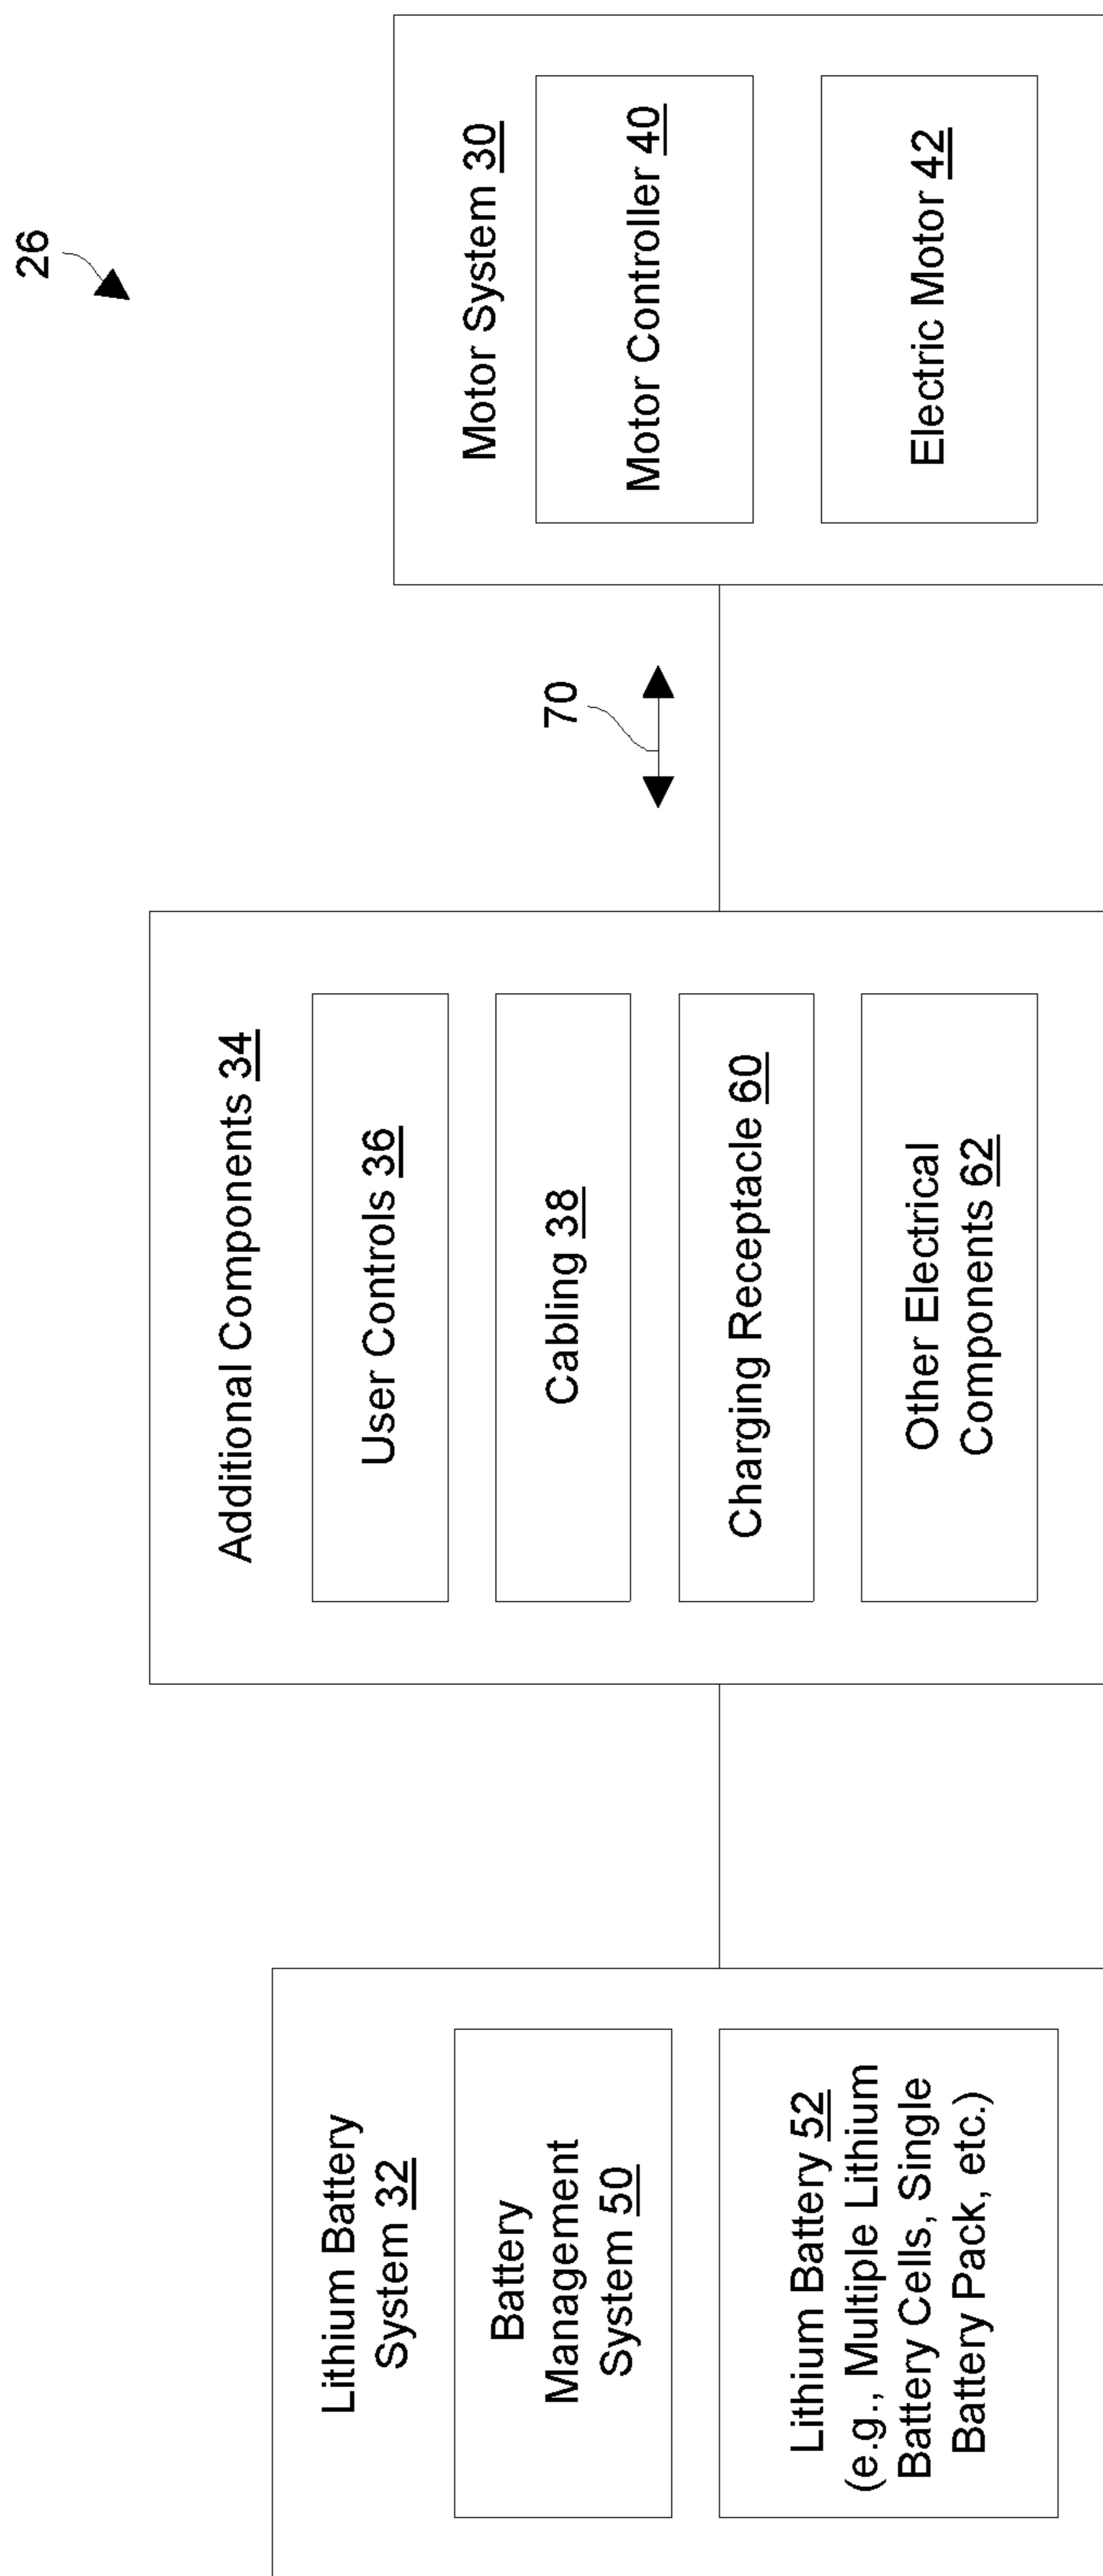 26
Lithium Battery
System 32
Battery
Management
System 50
Lithium Battery 52
(e.g., Multiple Lithium
Battery Cells, Single
Battery Pack, etc.)
Additional Components 34
User Controls 36
Cabling 38
Charging Receptacle 60
Other Electrical
Components 62
70
Motor System 30
Motor Controller 40
Electric Motor 42